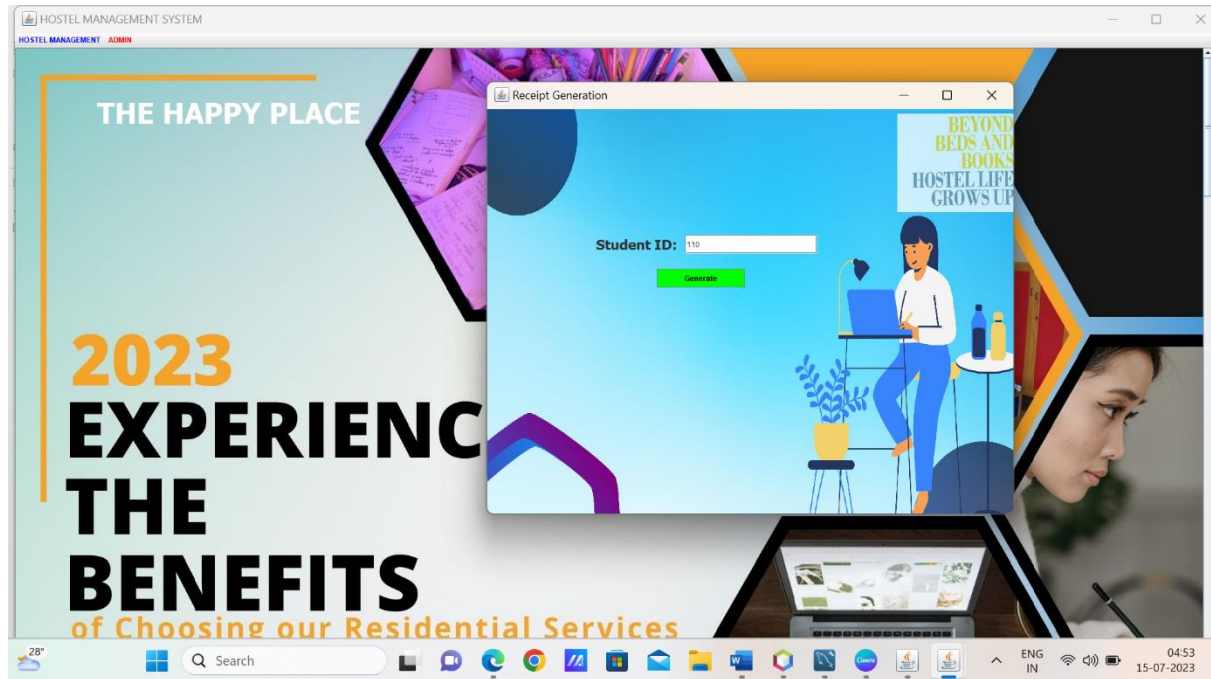 HOSTEL MANAGEMENT SYSTEM
HOSTEL MANAGEMENT ADMIN
THE HAPPY PLACE
2023
EXPERIENC
THE
BENEFITS
of Choosing our Residential Services
Receipt Generation
BEYOND
BEDS AND
BOOKS
HOSTEL LIFE
GROWS UP
Student ID: 110
Generate
28°
Search
ENG
IN
04:53
15-07-2023